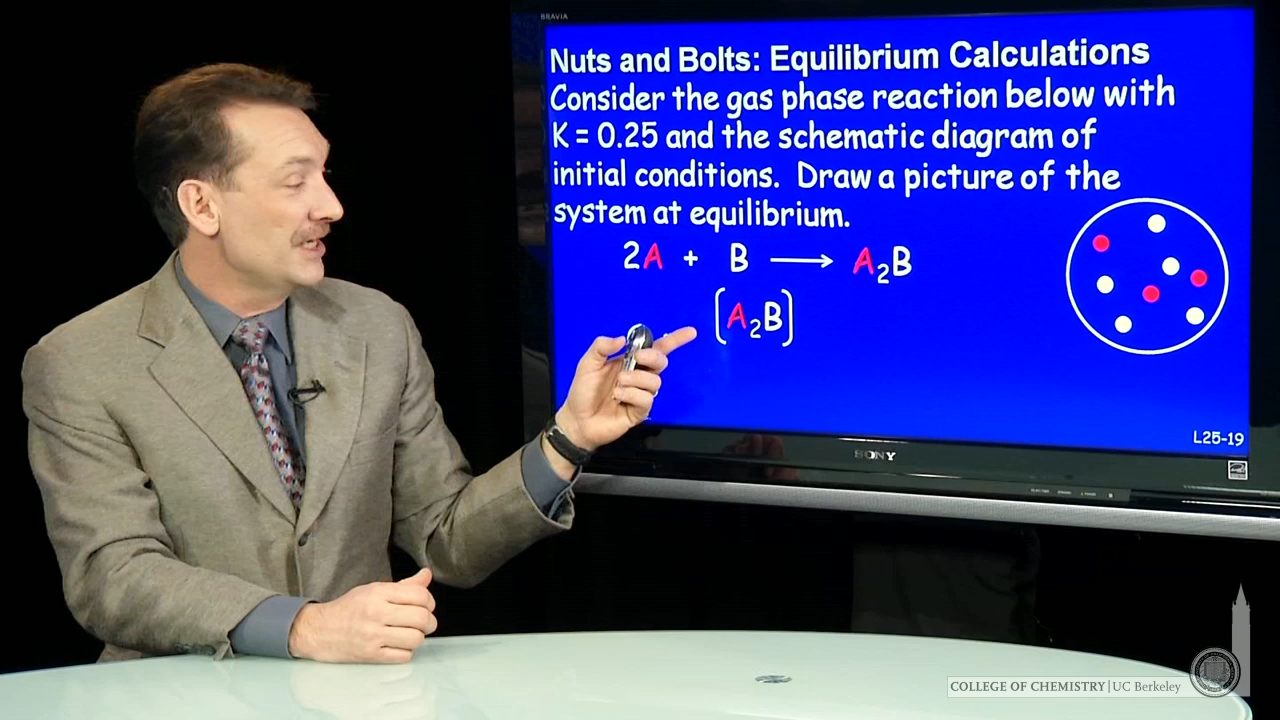 BRAVIA
Nuts and Bolts: Equilibrium Calculations
Consider the gas phase reaction below with
K = 0.25 and the schematic diagram of
initial conditions. Draw a picture of the
system at equilibrium.
2A + B ⟶ A₂B
[A₂B]
L25-19
SONY
COLLEGE OF CHEMISTRY | UC Berkeley